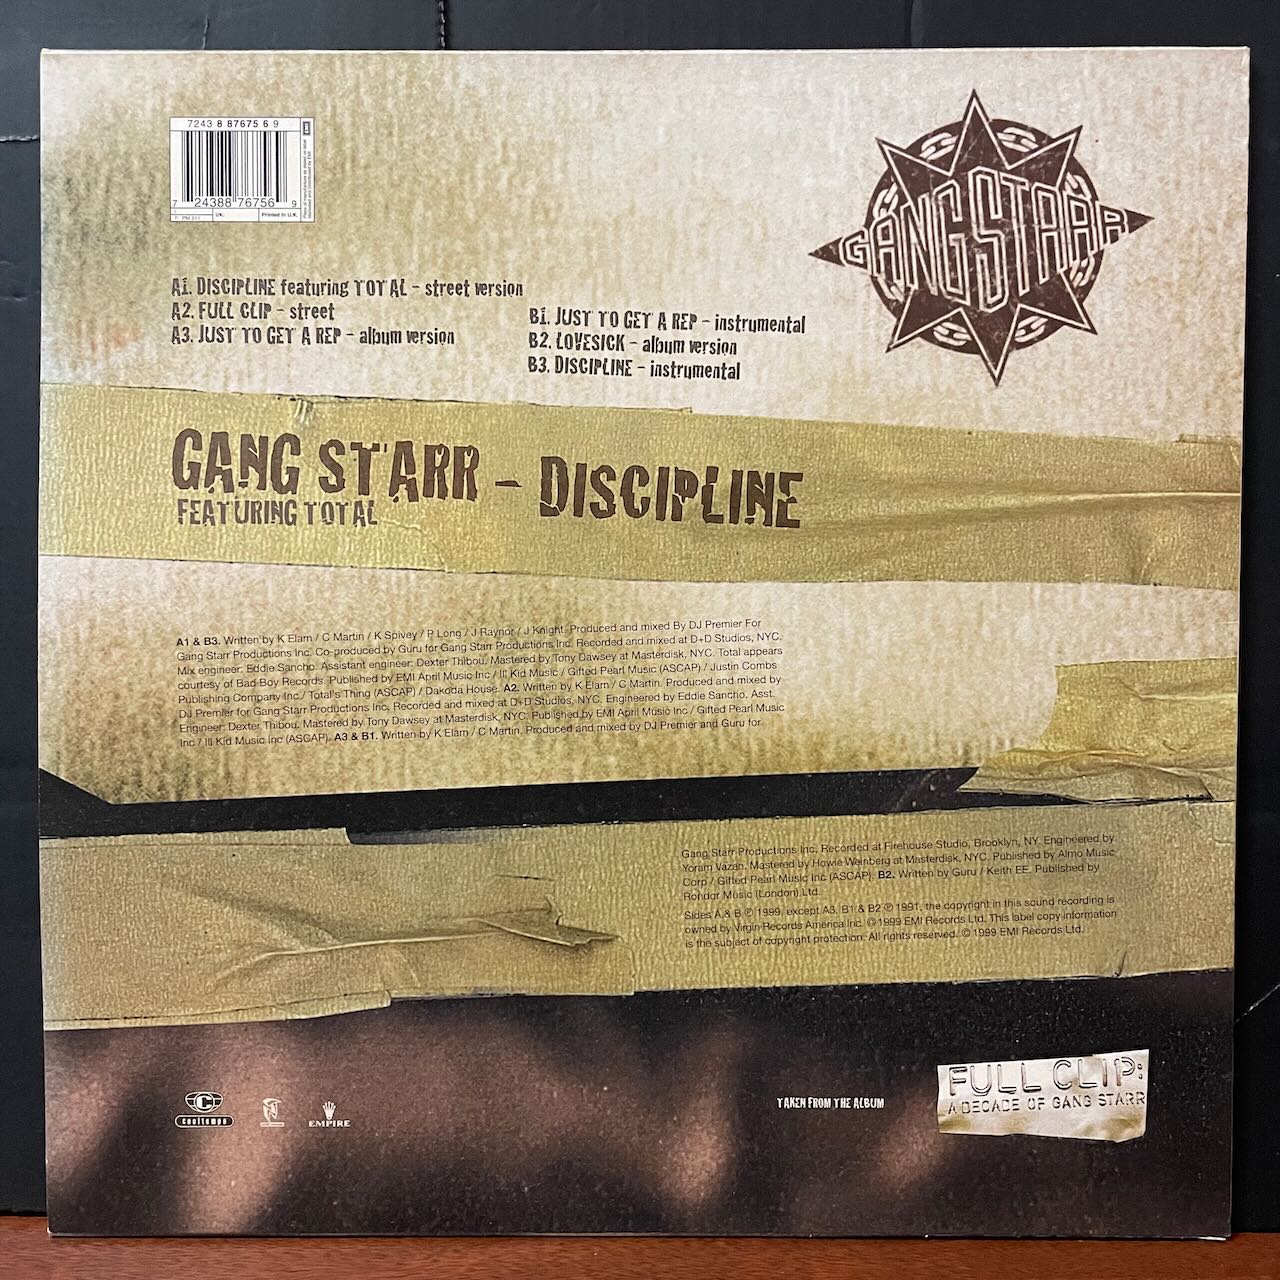 7243 8 87675 6 9
7 24388 76756 9
UK:
Printed in U.K.
GANGSTARR
A1. DISCIPLINE featuring TOTAL - street version
A2. FULL CLIP - street
A3. JUST TO GET A REP - album version
B1. JUST TO GET A REP - instrumental
B2. LOVESICK - album version
B3. DISCIPLINE - instrumental
GANG STARR - DISCIPLINE
FEATURING TOTAL
A1 & B3. Written by K Elam / C Martin / K Spivey / P Long / J Raynor / J Knight. Produced and mixed By DJ Premier For
Gang Starr Productions Inc. Co-produced by Guru for Gang Starr Productions Inc. Recorded and mixed at D+D Studios, NYC.
Mix engineer: Eddie Sancho. Assistant engineer: Dexter Thibou. Mastered by Tony Dawsey at Masterdisk, NYC. Total appears
courtesy of Bad Boy Records. Published by EMI April Music Inc / Ill Kid Music / Gifted Pearl Music (ASCAP) / Justin Combs
Publishing Company Inc./ Total's Thing (ASCAP) / Dakoda House. A2. Written by K Elam / C Martin. Produced and mixed by
DJ Premier for Gang Starr Productions Inc. Recorded and mixed at D+D Studios, NYC. Engineered by Eddie Sancho. Asst.
Engineer: Dexter Thibou. Mastered by Tony Dawsey at Masterdisk, NYC. Published by EMI April Music Inc / Gifted Pearl Music
Inc / Ill Kid Music Inc (ASCAP). A3 & B1. Written by K Elam / C Martin. Produced and mixed by DJ Premier and Guru for
Gang Starr Productions Inc. Recorded at Firehouse Studio, Brooklyn, NY. Engineered by
Yoram Vazan. Mastered by Howie Weinberg at Masterdisk, NYC. Published by Almo Music
Corp / Gifted Pearl Music Inc (ASCAP). B2. Written by Guru / Keith EE. Published by
Rondor Music (London) Ltd.
Sides A & B ℗ 1999, except A3, B1 & B2 ℗ 1991, the copyright in this sound recording is
owned by Virgin Records America Inc. © 1999 EMI Records Ltd. This label copy information
is the subject of copyright protection. All rights reserved. © 1999 EMI Records Ltd.
C
cooltempo
EMPIRE
TAKEN FROM THE ALBUM
FULL CLIP:
A DECADE OF GANG STARR